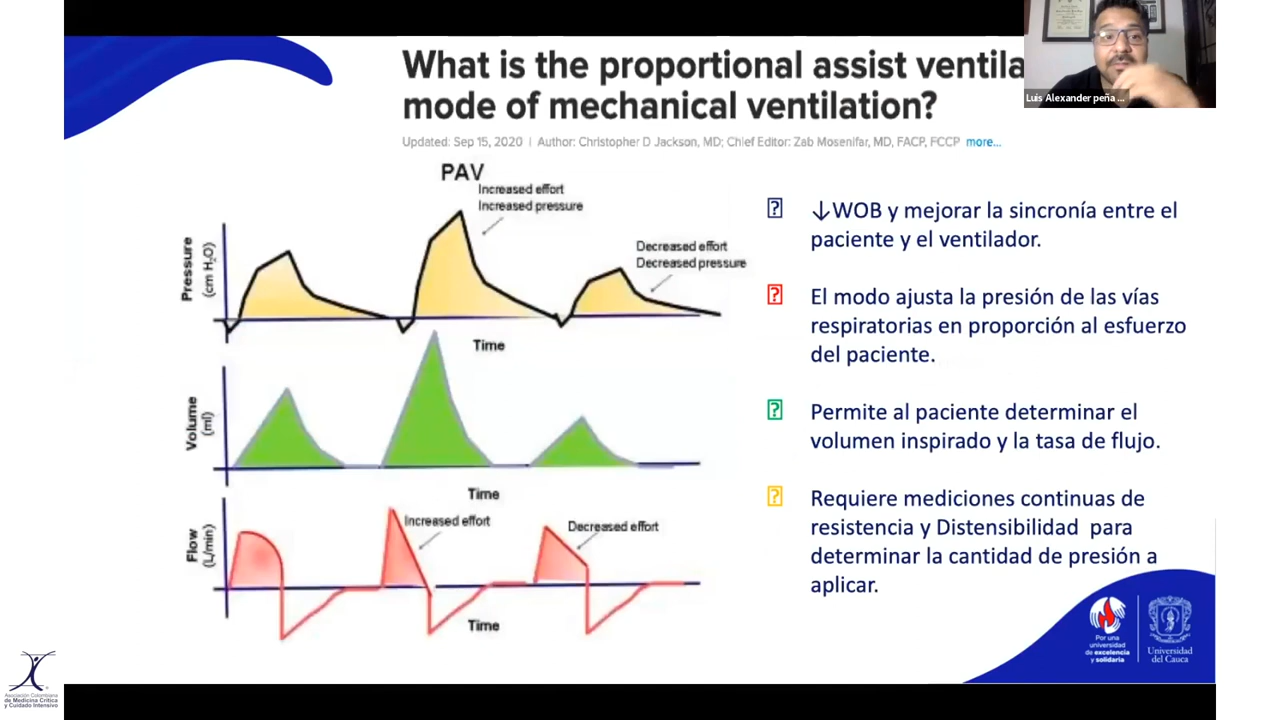 What is the proportional assist ventila
mode of mechanical ventilation?
Luis Alexander peña ...
Updated: Sep 15, 2020 | Author: Christopher D Jackson, MD; Chief Editor: Zab Mosenifar, MD, FACP, FCCP more...
PAV
Increased effort
Increased pressure
Decreased effort
Decreased pressure
Pressure
(cm H₂O)
Time
Volume
(ml)
Time
Flow
(L/min)
Increased effort
Decreased effort
Time
↓WOB y mejorar la sincronía entre el
paciente y el ventilador.
El modo ajusta la presión de las vías
respiratorias en proporción al esfuerzo
del paciente.
Permite al paciente determinar el
volumen inspirado y la tasa de flujo.
Requiere mediciones continuas de
resistencia y Distensibilidad para
determinar la cantidad de presión a
aplicar.
Por una
universidad
de excelencia
y solidaria
Universidad
del Cauca
Asociación Colombiana
de Medicina Crítica
y Cuidado Intensivo